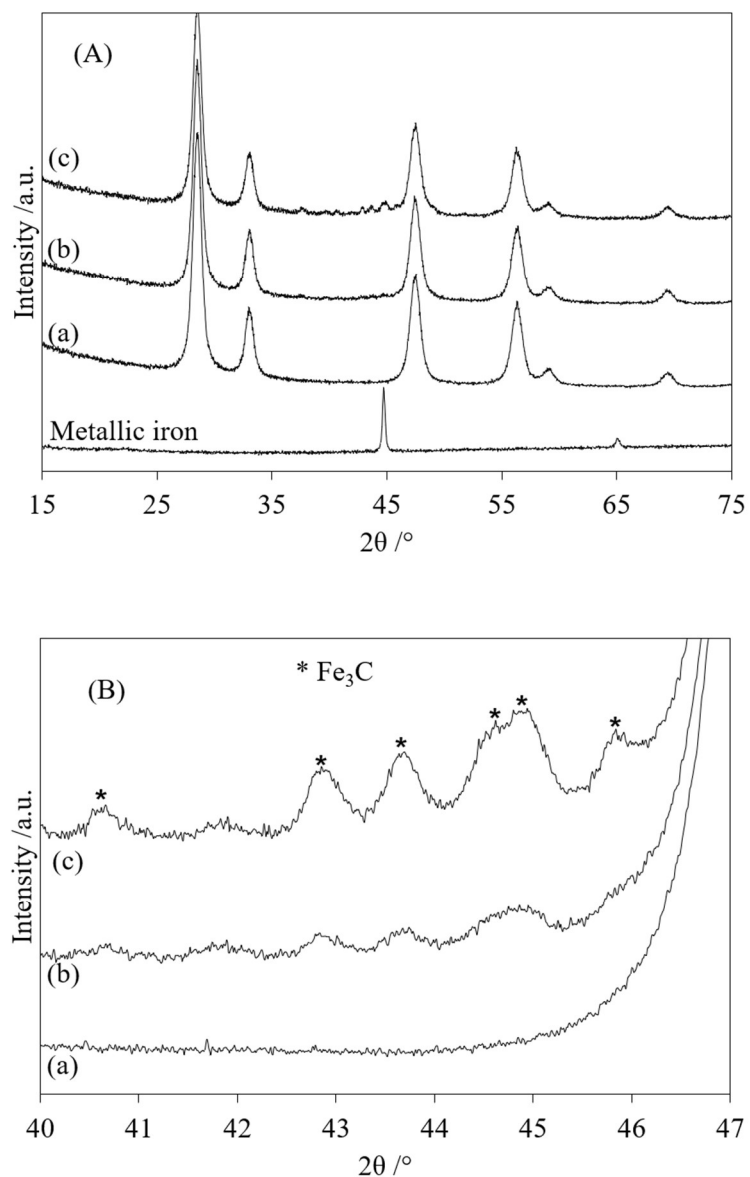 (A)
(c)
(b)
(a)
Metallic iron
Intensity /a.u.
15 25 35 45 55 65 75
2θ /°
* Fe₃C
(B)
*
*
*
*
*
*
(c)
(b)
(a)
Intensity /a.u.
40 41 42 43 44 45 46 47
2θ /°